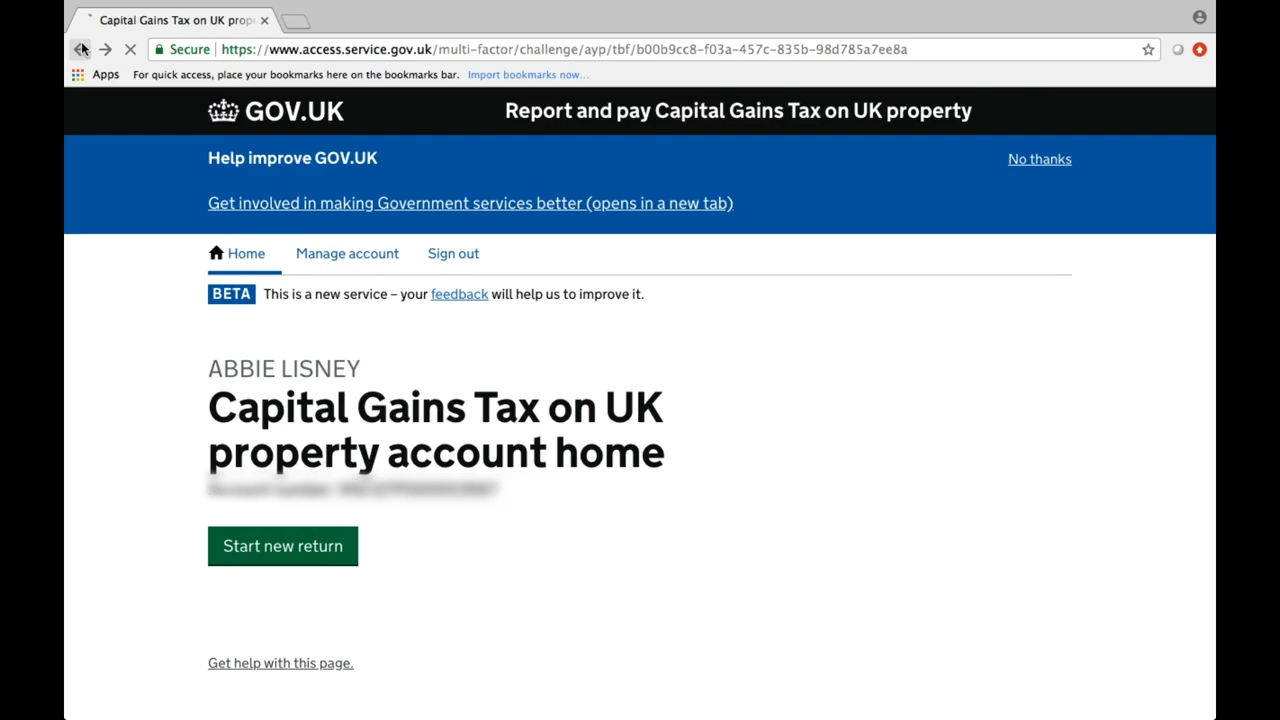 Capital Gains Tax on UK prop
Secure https://www.access.service.gov.uk/multi-factor/challenge/ayp/tbf/b00b9cc8-f03a-457c-835b-98d785a7ee8a
Apps For quick access, place your bookmarks here on the bookmarks bar. Import bookmarks now...
GOV.UK Report and pay Capital Gains Tax on UK property
Help improve GOV.UK No thanks
Get involved in making Government services better (opens in a new tab)
Home Manage account Sign out
BETA This is a new service – your feedback will help us to improve it.
ABBIE LISNEY
Capital Gains Tax on UK
property account home
Start new return
Get help with this page.